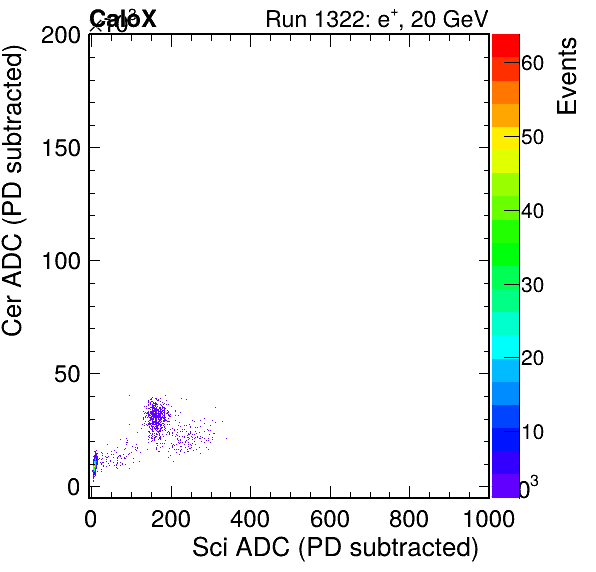 CaloX
×10³
Run 1322: e⁺, 20 GeV
Cer ADC (PD subtracted)
200
150
100
50
0
0 200 400 600 800 1000
Sci ADC (PD subtracted)
Events
60
50
40
30
20
10
0